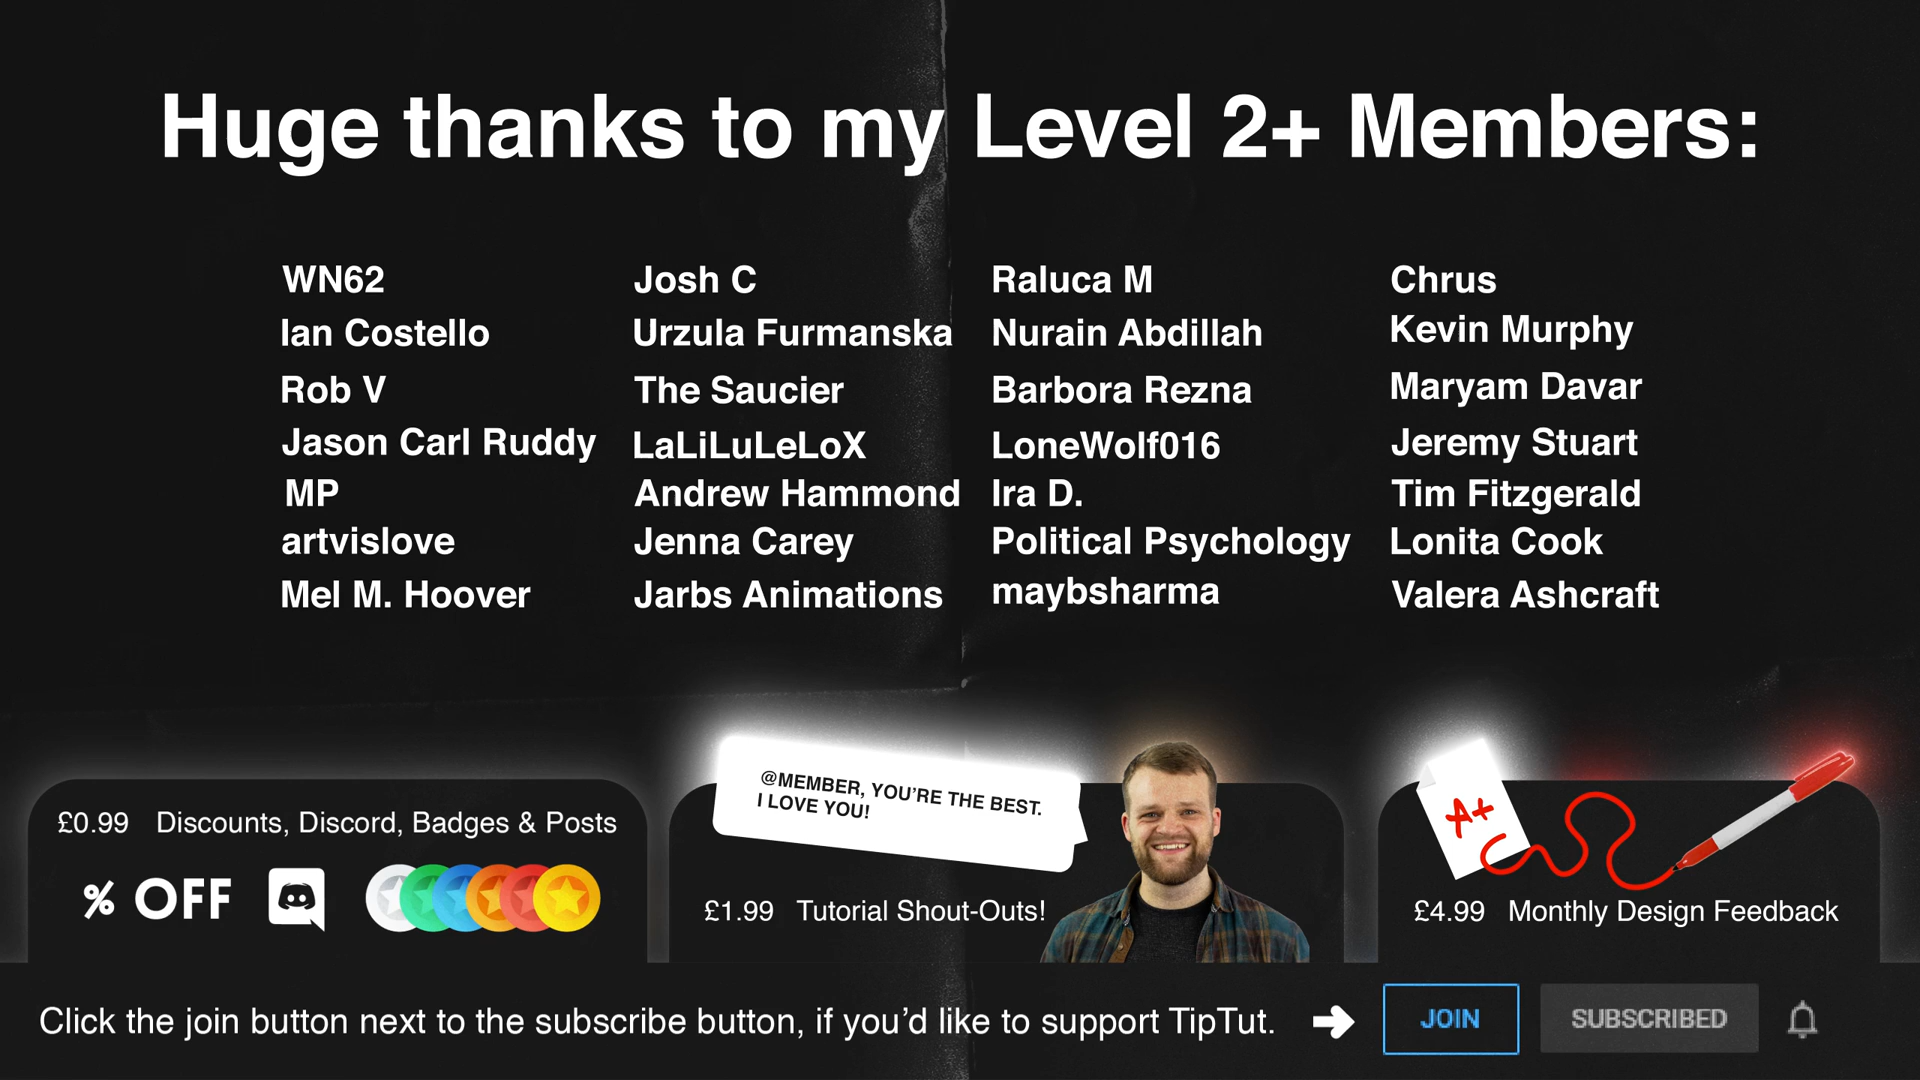 Huge thanks to my Level 2+ Members:
WN62
Ian Costello
Rob V
Jason Carl Ruddy
MP
artvislove
Mel M. Hoover
Josh C
Urzula Furmanska
The Saucier
LaLiLuLeLoX
Andrew Hammond
Jenna Carey
Jarbs Animations
Raluca M
Nurain Abdillah
Barbora Rezna
LoneWolf016
Ira D.
Political Psychology
maybsharma
Chrus
Kevin Murphy
Maryam Davar
Jeremy Stuart
Tim Fitzgerald
Lonita Cook
Valera Ashcraft
£0.99 Discounts, Discord, Badges & Posts
% OFF
@MEMBER, YOU’RE THE BEST.
I LOVE YOU!
£1.99 Tutorial Shout-Outs!
A+
£4.99 Monthly Design Feedback
Click the join button next to the subscribe button, if you’d like to support TipTut.
JOIN
SUBSCRIBED